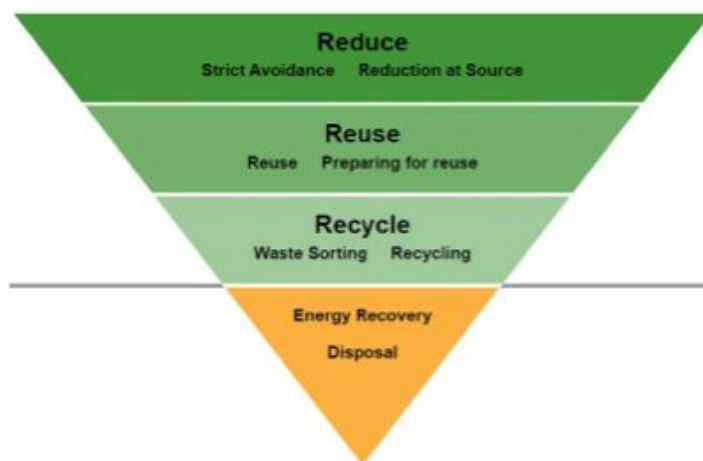 Reduce
Strict Avoidance Reduction at Source
Reuse
Reuse Preparing for reuse
Recycle
Waste Sorting Recycling
Energy Recovery
Disposal